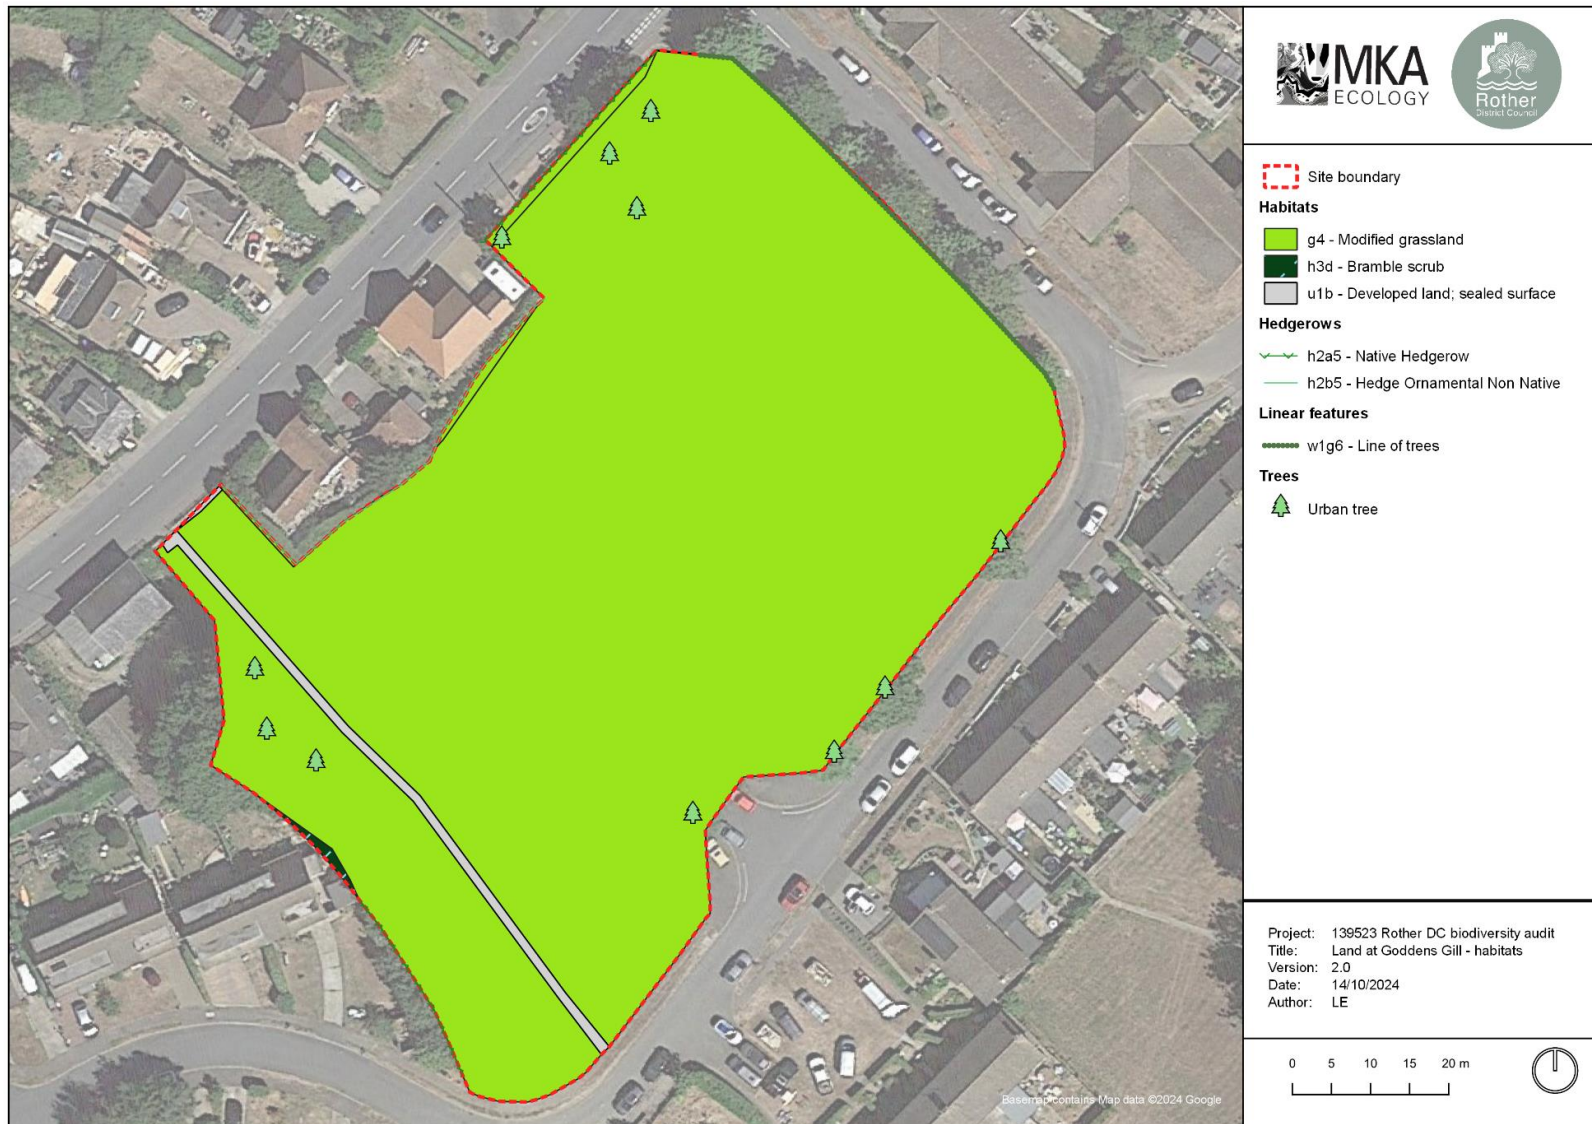 MKA
ECOLOGY
Rother
District Council
Site boundary
Habitats
g4 - Modified grassland
h3d - Bramble scrub
u1b - Developed land; sealed surface
Hedgerows
h2a5 - Native Hedgerow
h2b5 - Hedge Ornamental Non Native
Linear features
w1g6 - Line of trees
Trees
Urban tree
Project: 139523 Rother DC biodiversity audit
Title: Land at Goddens Gill - habitats
Version: 2.0
Date: 14/10/2024
Author: LE
0 5 10 15 20 m
Basemap contains Map data ©2024 Google